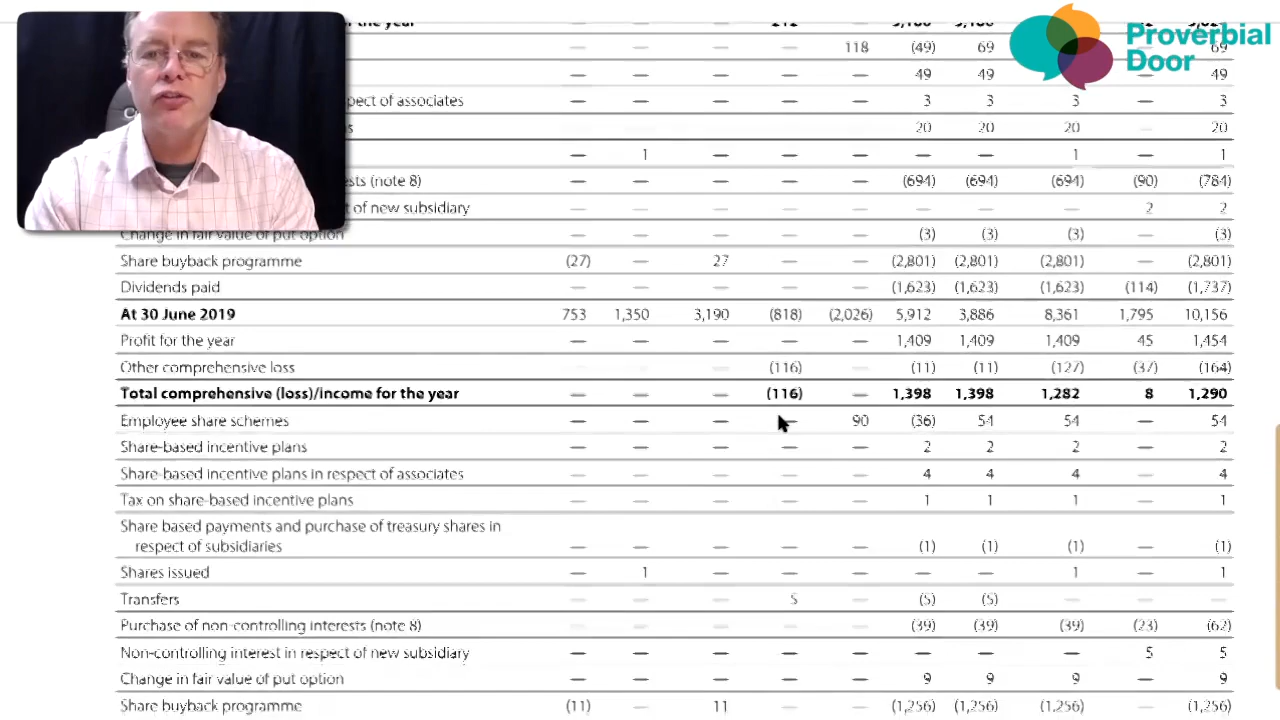 the year 212
Proverbial
Door
— — — — 118 (49) 69 69
— — — — — 49 49 49
pect of associates — — — — — 3 3 3 — 3
20 20 20 — 20
— 1 — — — — — 1 — 1
ests (note 8) — — — — — (694) (694) (694) (90) (784)
t of new subsidiary — — — — — — — — 2 2
Change in fair value of put option — — — — — (3) (3) (3) — (3)
Share buyback programme (27) — 27 — — (2,801) (2,801) (2,801) — (2,801)
Dividends paid — — — — — (1,623) (1,623) (1,623) (114) (1,737)
At 30 June 2019 753 1,350 3,190 (818) (2,026) 5,912 3,886 8,361 1,795 10,156
Profit for the year — — — — — 1,409 1,409 1,409 45 1,454
Other comprehensive loss — — — (116) — (11) (11) (127) (37) (164)
Total comprehensive (loss)/income for the year — — — (116) — 1,398 1,398 1,282 8 1,290
Employee share schemes — — — — 90 (36) 54 54 — 54
Share-based incentive plans — — — — — 2 2 2 — 2
Share-based incentive plans in respect of associates — — — — — 4 4 4 — 4
Tax on share-based incentive plans — — — — — 1 1 1 — 1
Share based payments and purchase of treasury shares in
respect of subsidiaries — — — — — (1) (1) (1) — (1)
Shares issued — 1 — — — — — 1 — 1
Transfers — — — 5 — (5) (5) — — —
Purchase of non-controlling interests (note 8) — — — — — (39) (39) (39) (23) (62)
Non-controlling interest in respect of new subsidiary — — — — — — — — 5 5
Change in fair value of put option — — — — — 9 9 9 — 9
Share buyback programme (11) — 11 — — (1,256) (1,256) (1,256) — (1,256)